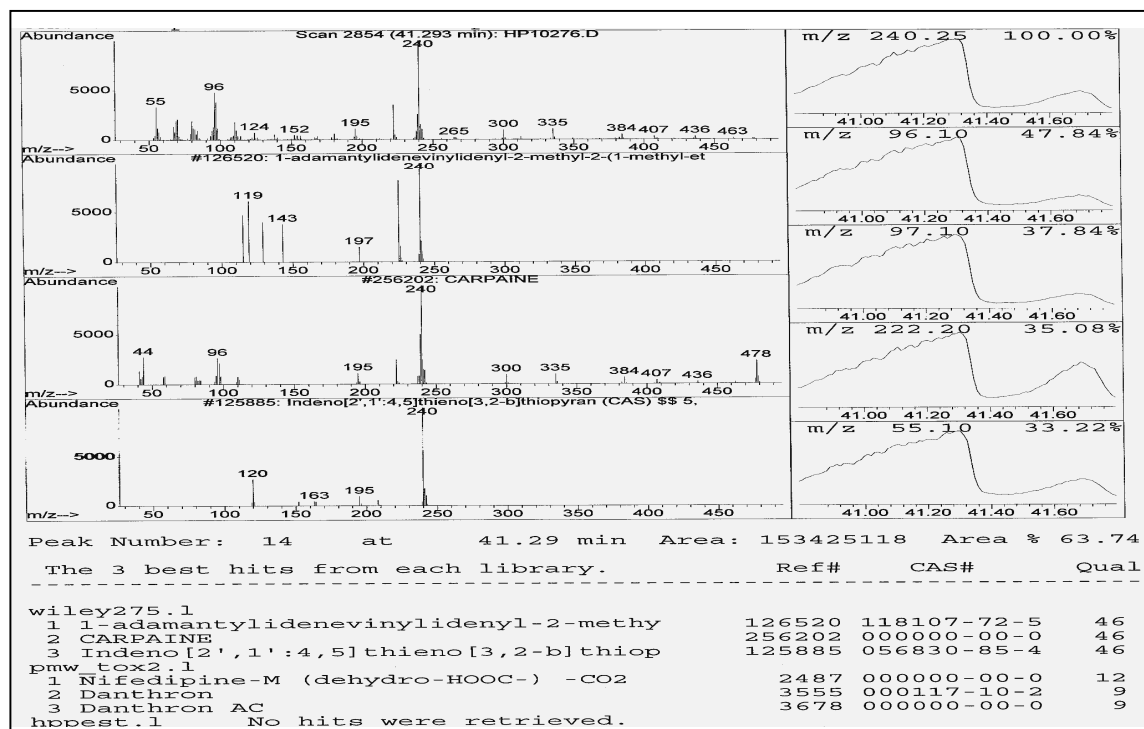 Abundance Scan 2854 (41.293 min): HP10276.D
240
5000
55 96 124 152 195 265 300 335 384 407 436 463
m/z--> 50 100 150 200 250 300 350 400 450
Abundance #126520: 1-adamantylidenevinylidenyl-2-methyl-2-(1-methyl-et
240
5000
119 143 197
0
m/z--> 50 100 150 200 250 300 350 400 450
Abundance #256202: CARPAINE
240
5000
44 96 195 300 335 384 407 436 478
0
m/z--> 50 100 150 200 250 300 350 400 450
Abundance #125885: Indeno[2',1':4,5]thieno[3,2-b]thiopyran (CAS) $$ 5,
240
5000
120 163 195
0
m/z--> 50 100 150 200 250 300 350 400 450
m/z 240.25 100.00%
41.00 41.20 41.40 41.60
m/z 96.10 47.84%
41.00 41.20 41.40 41.60
m/z 97.10 37.84%
41.00 41.20 41.40 41.60
m/z 222.20 35.08%
41.00 41.20 41.40 41.60
m/z 55.10 33.22%
41.00 41.20 41.40 41.60
Peak Number: 14 at 41.29 min Area: 153425118 Area % 63.74
The 3 best hits from each library. Ref# CAS# Qual
wiley275.l
1 1-adamantylidenevinylidenyl-2-methy 126520 118107-72-5 46
2 CARPAINE 256202 000000-00-0 46
3 Indeno[2',1':4,5]thieno[3,2-b]thiop 125885 056830-85-4 46
pmw_tox2.l
1 Nifedipine-M (dehydro-HOOC-) -CO2 2487 000000-00-0 12
2 Danthron 3555 000117-10-2 9
3 Danthron AC 3678 000000-00-0 9
hppest.l No hits were retrieved.